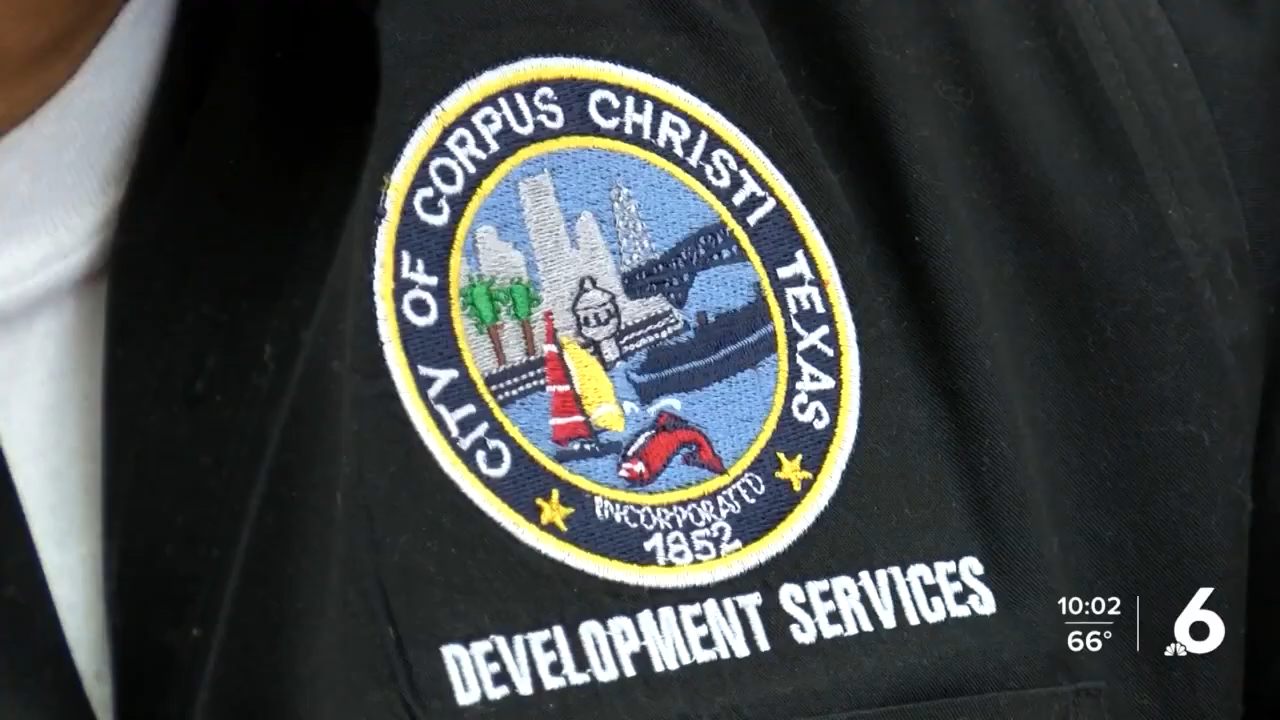 CITY OF CORPUS CHRISTI TEXAS
INCORPORATED
1852
DEVELOPMENT SERVICES
10:02
66°
6